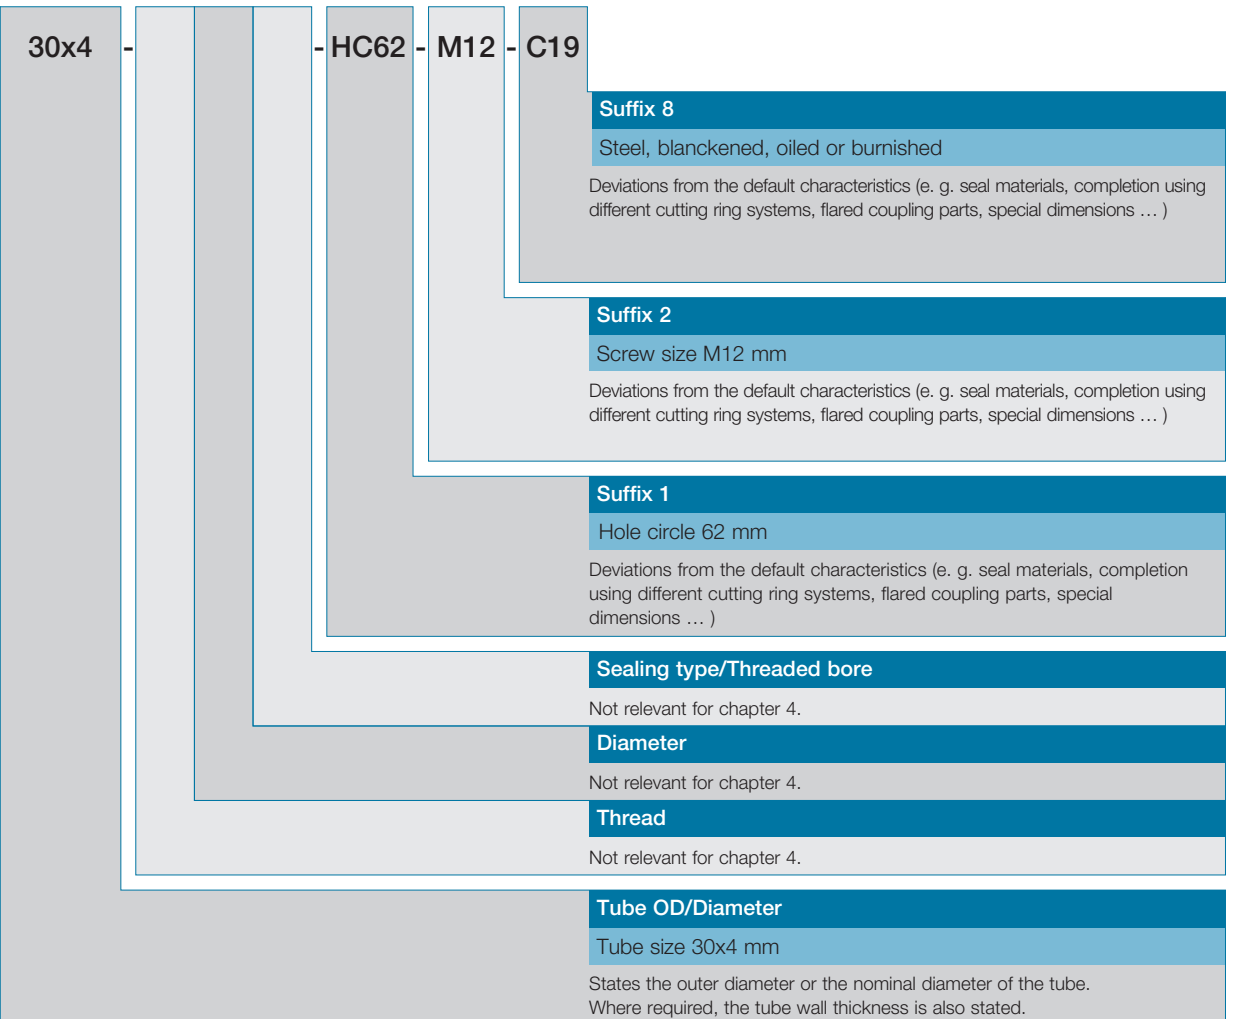 30x4 - - HC62 - M12 - C19
Suffix 8
Steel, blanckened, oiled or burnished
Deviations from the default characteristics (e. g. seal materials, completion using
different cutting ring systems, flared coupling parts, special dimensions … )
Suffix 2
Screw size M12 mm
Deviations from the default characteristics (e. g. seal materials, completion using
different cutting ring systems, flared coupling parts, special dimensions … )
Suffix 1
Hole circle 62 mm
Deviations from the default characteristics (e. g. seal materials, completion
using different cutting ring systems, flared coupling parts, special
dimensions … )
Sealing type/Threaded bore
Not relevant for chapter 4.
Diameter
Not relevant for chapter 4.
Thread
Not relevant for chapter 4.
Tube OD/Diameter
Tube size 30x4 mm
States the outer diameter or the nominal diameter of the tube.
Where required, the tube wall thickness is also stated.